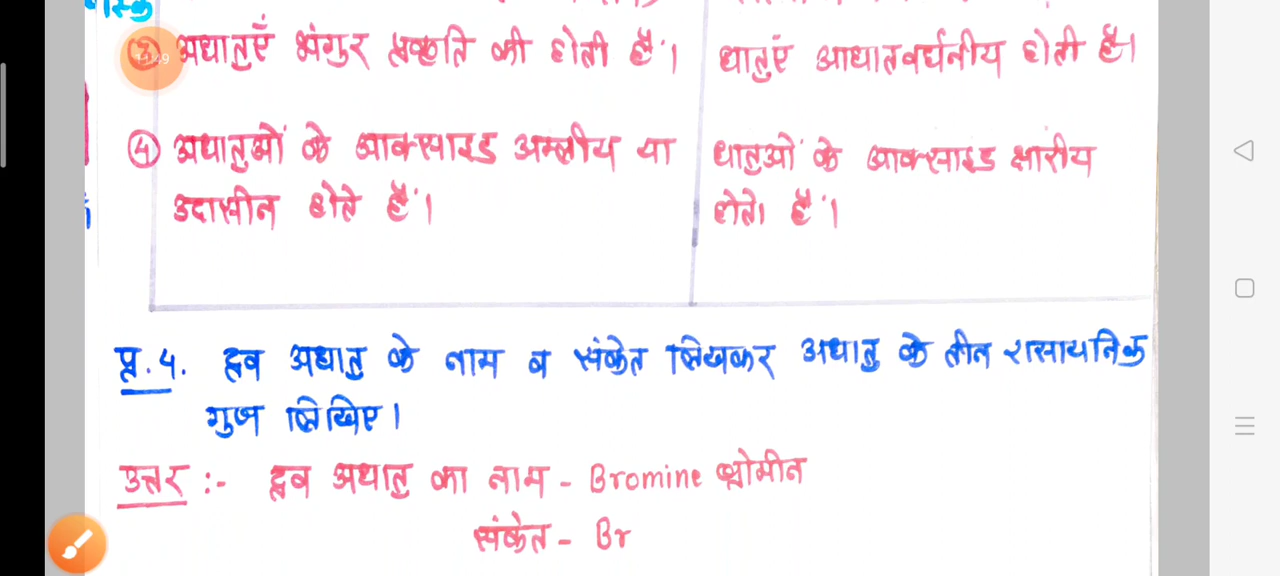 ③ अधातुएँ भंगुर प्रकृति की होती हैं। धातुएं आघातवर्धनीय होती हैं।
④ अधातुओं के आक्साइड अम्लीय या धातुओं के आक्साइड क्षारीय
उदासीन होते हैं। होते हैं।
प्र.4. द्रव अधातु के नाम व संकेत लिखकर अधातु के तीन रासायनिक
गुण लिखिए।
उत्तर :- द्रव अधातु का नाम - Bromine ब्रोमीन
संकेत - Br